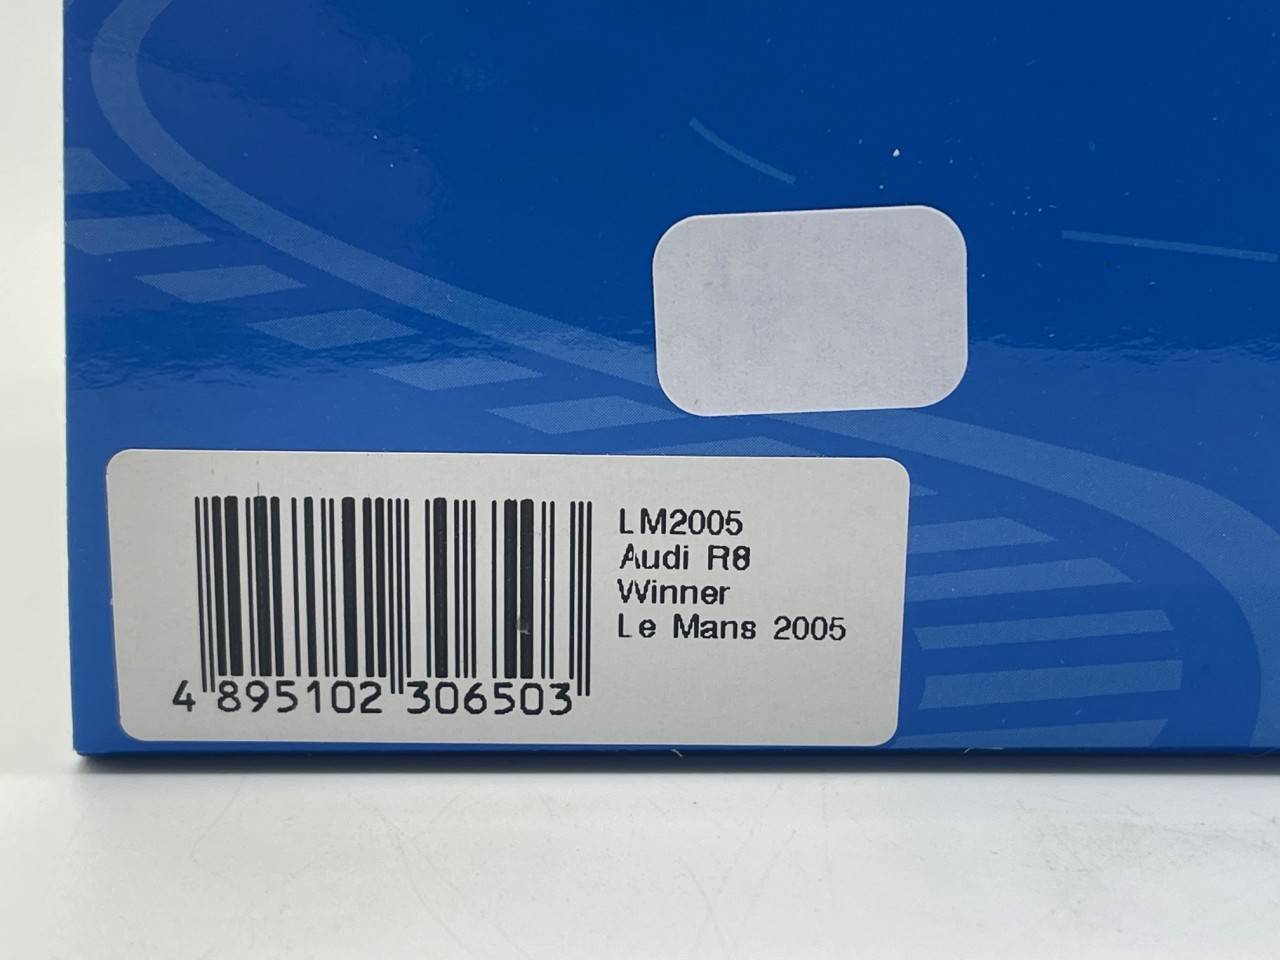 LM2005
Audi R8
Winner
Le Mans 2005
4 895102 306503